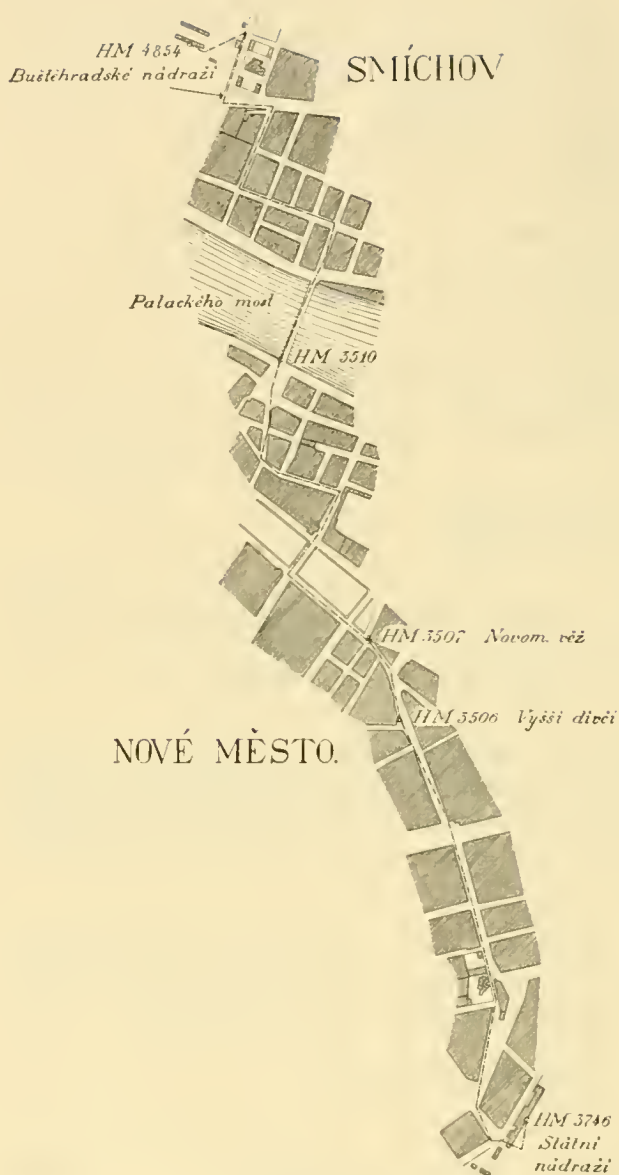 HM 4854
Buštěhradské nádraží
SMÍCHOV
Palackého most
HM 3510
HM 3507 Novom. věž
HM 3506 Vyšší dívčí
NOVÉ MĚSTO.
HM 3746
Státní
nádraží